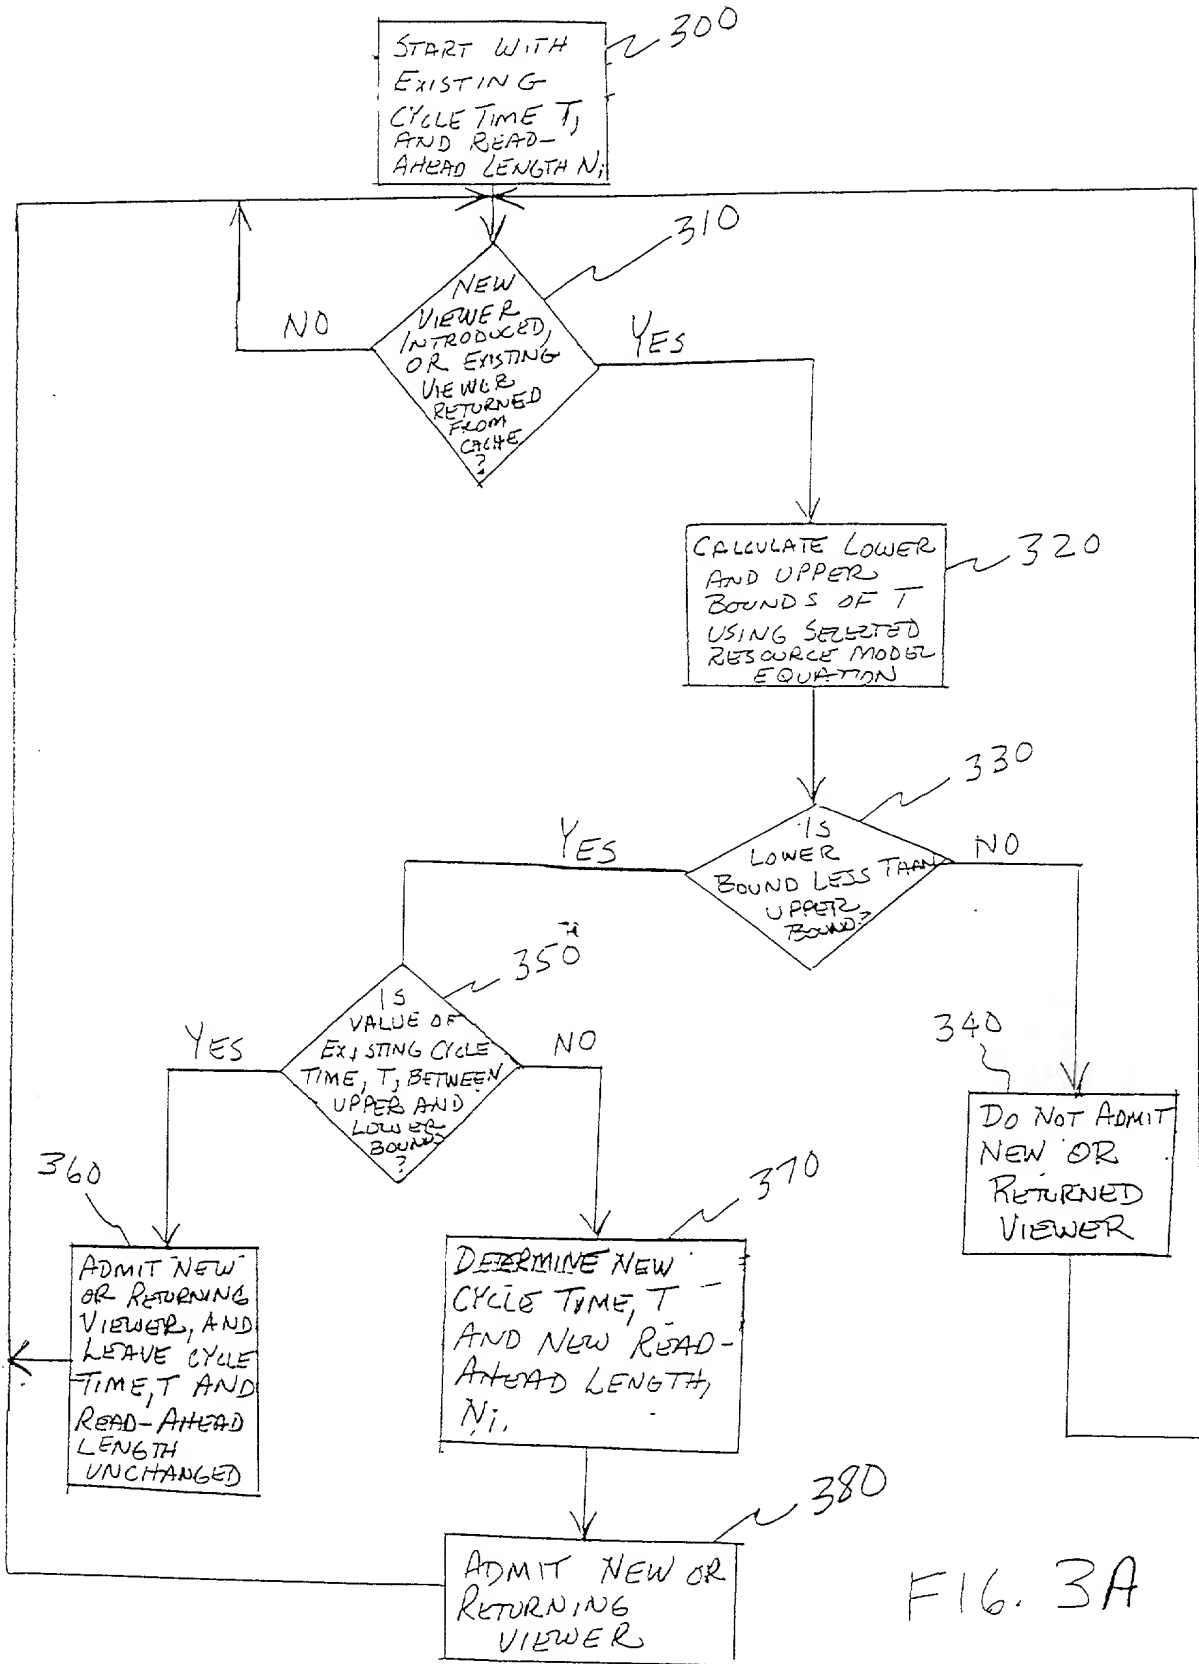 START WITH
EXISTING
CYCLE TIME T,
AND READ-
AHEAD LENGTH Ni
300
310
NEW
VIEWER
INTRODUCED,
OR EXISTING
VIEWER
RETURNED
FROM
CACHE
?
NO
YES
CALCULATE LOWER
AND UPPER
BOUNDS OF T
USING SELECTED
RESOURCE MODEL
EQUATION
320
330
IS
LOWER
BOUND LESS THAN
UPPER
BOUND?
YES
NO
350
IS
VALUE OF
EXISTING CYCLE
TIME, T, BETWEEN
UPPER AND
LOWER
BOUNDS
?
YES
NO
340
DO NOT ADMIT
NEW OR
RETURNED
VIEWER
360
ADMIT NEW
OR RETURNING
VIEWER, AND
LEAVE CYCLE
TIME, T AND
READ-AHEAD
LENGTH
UNCHANGED
370
DETERMINE NEW
CYCLE TIME, T
AND NEW READ-
AHEAD LENGTH,
Ni.
380
ADMIT NEW OR
RETURNING
VIEWER
FIG. 3A